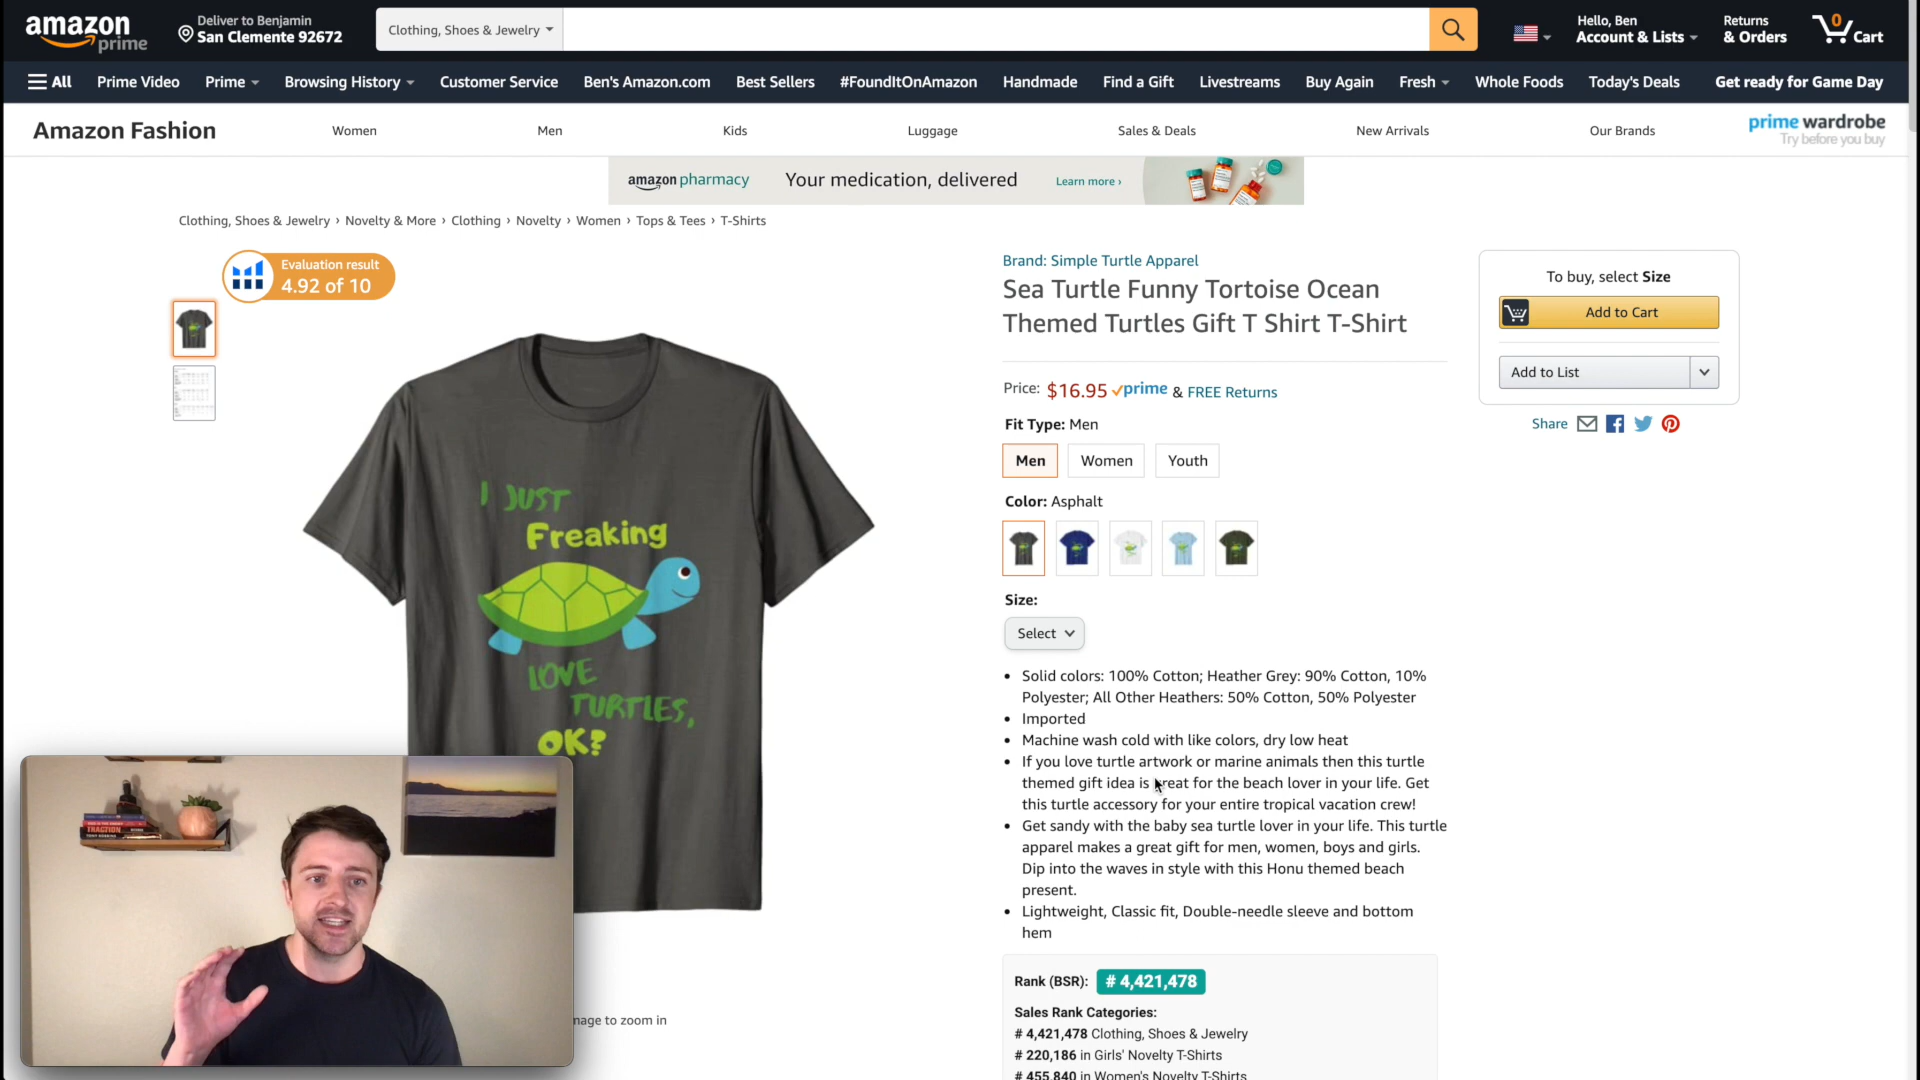 amazon prime
Deliver to Benjamin
San Clemente 92672
Clothing, Shoes & Jewelry
Hello, Ben
Account & Lists
Returns
& Orders
0
Cart
All
Prime Video
Prime
Browsing History
Customer Service
Ben's Amazon.com
Best Sellers
#FoundItOnAmazon
Handmade
Find a Gift
Livestreams
Buy Again
Fresh
Whole Foods
Today's Deals
Get ready for Game Day
Amazon Fashion
Women
Men
Kids
Luggage
Sales & Deals
New Arrivals
Our Brands
prime wardrobe
Try before you buy
amazon pharmacy
Your medication, delivered
Learn more ›
Clothing, Shoes & Jewelry › Novelty & More › Clothing › Novelty › Women › Tops & Tees › T-Shirts
Evaluation result
4.92 of 10
I JUST
Freaking
LOVE
TURTLES,
OK?
TRACTION
mage to zoom in
Brand: Simple Turtle Apparel
Sea Turtle Funny Tortoise Ocean
Themed Turtles Gift T Shirt T-Shirt
Price: $16.95 prime & FREE Returns
Fit Type: Men
Men
Women
Youth
Color: Asphalt
Size:
Select
Solid colors: 100% Cotton; Heather Grey: 90% Cotton, 10%
Polyester; All Other Heathers: 50% Cotton, 50% Polyester
Imported
Machine wash cold with like colors, dry low heat
If you love turtle artwork or marine animals then this turtle
themed gift idea is great for the beach lover in your life. Get
this turtle accessory for your entire tropical vacation crew!
Get sandy with the baby sea turtle lover in your life. This turtle
apparel makes a great gift for men, women, boys and girls.
Dip into the waves in style with this Honu themed beach
present.
Lightweight, Classic fit, Double-needle sleeve and bottom
hem
Rank (BSR): # 4,421,478
Sales Rank Categories:
# 4,421,478 Clothing, Shoes & Jewelry
# 220,186 in Girls' Novelty T-Shirts
# 455,840 in Women's Novelty T-Shirts
To buy, select Size
Add to Cart
Add to List
Share